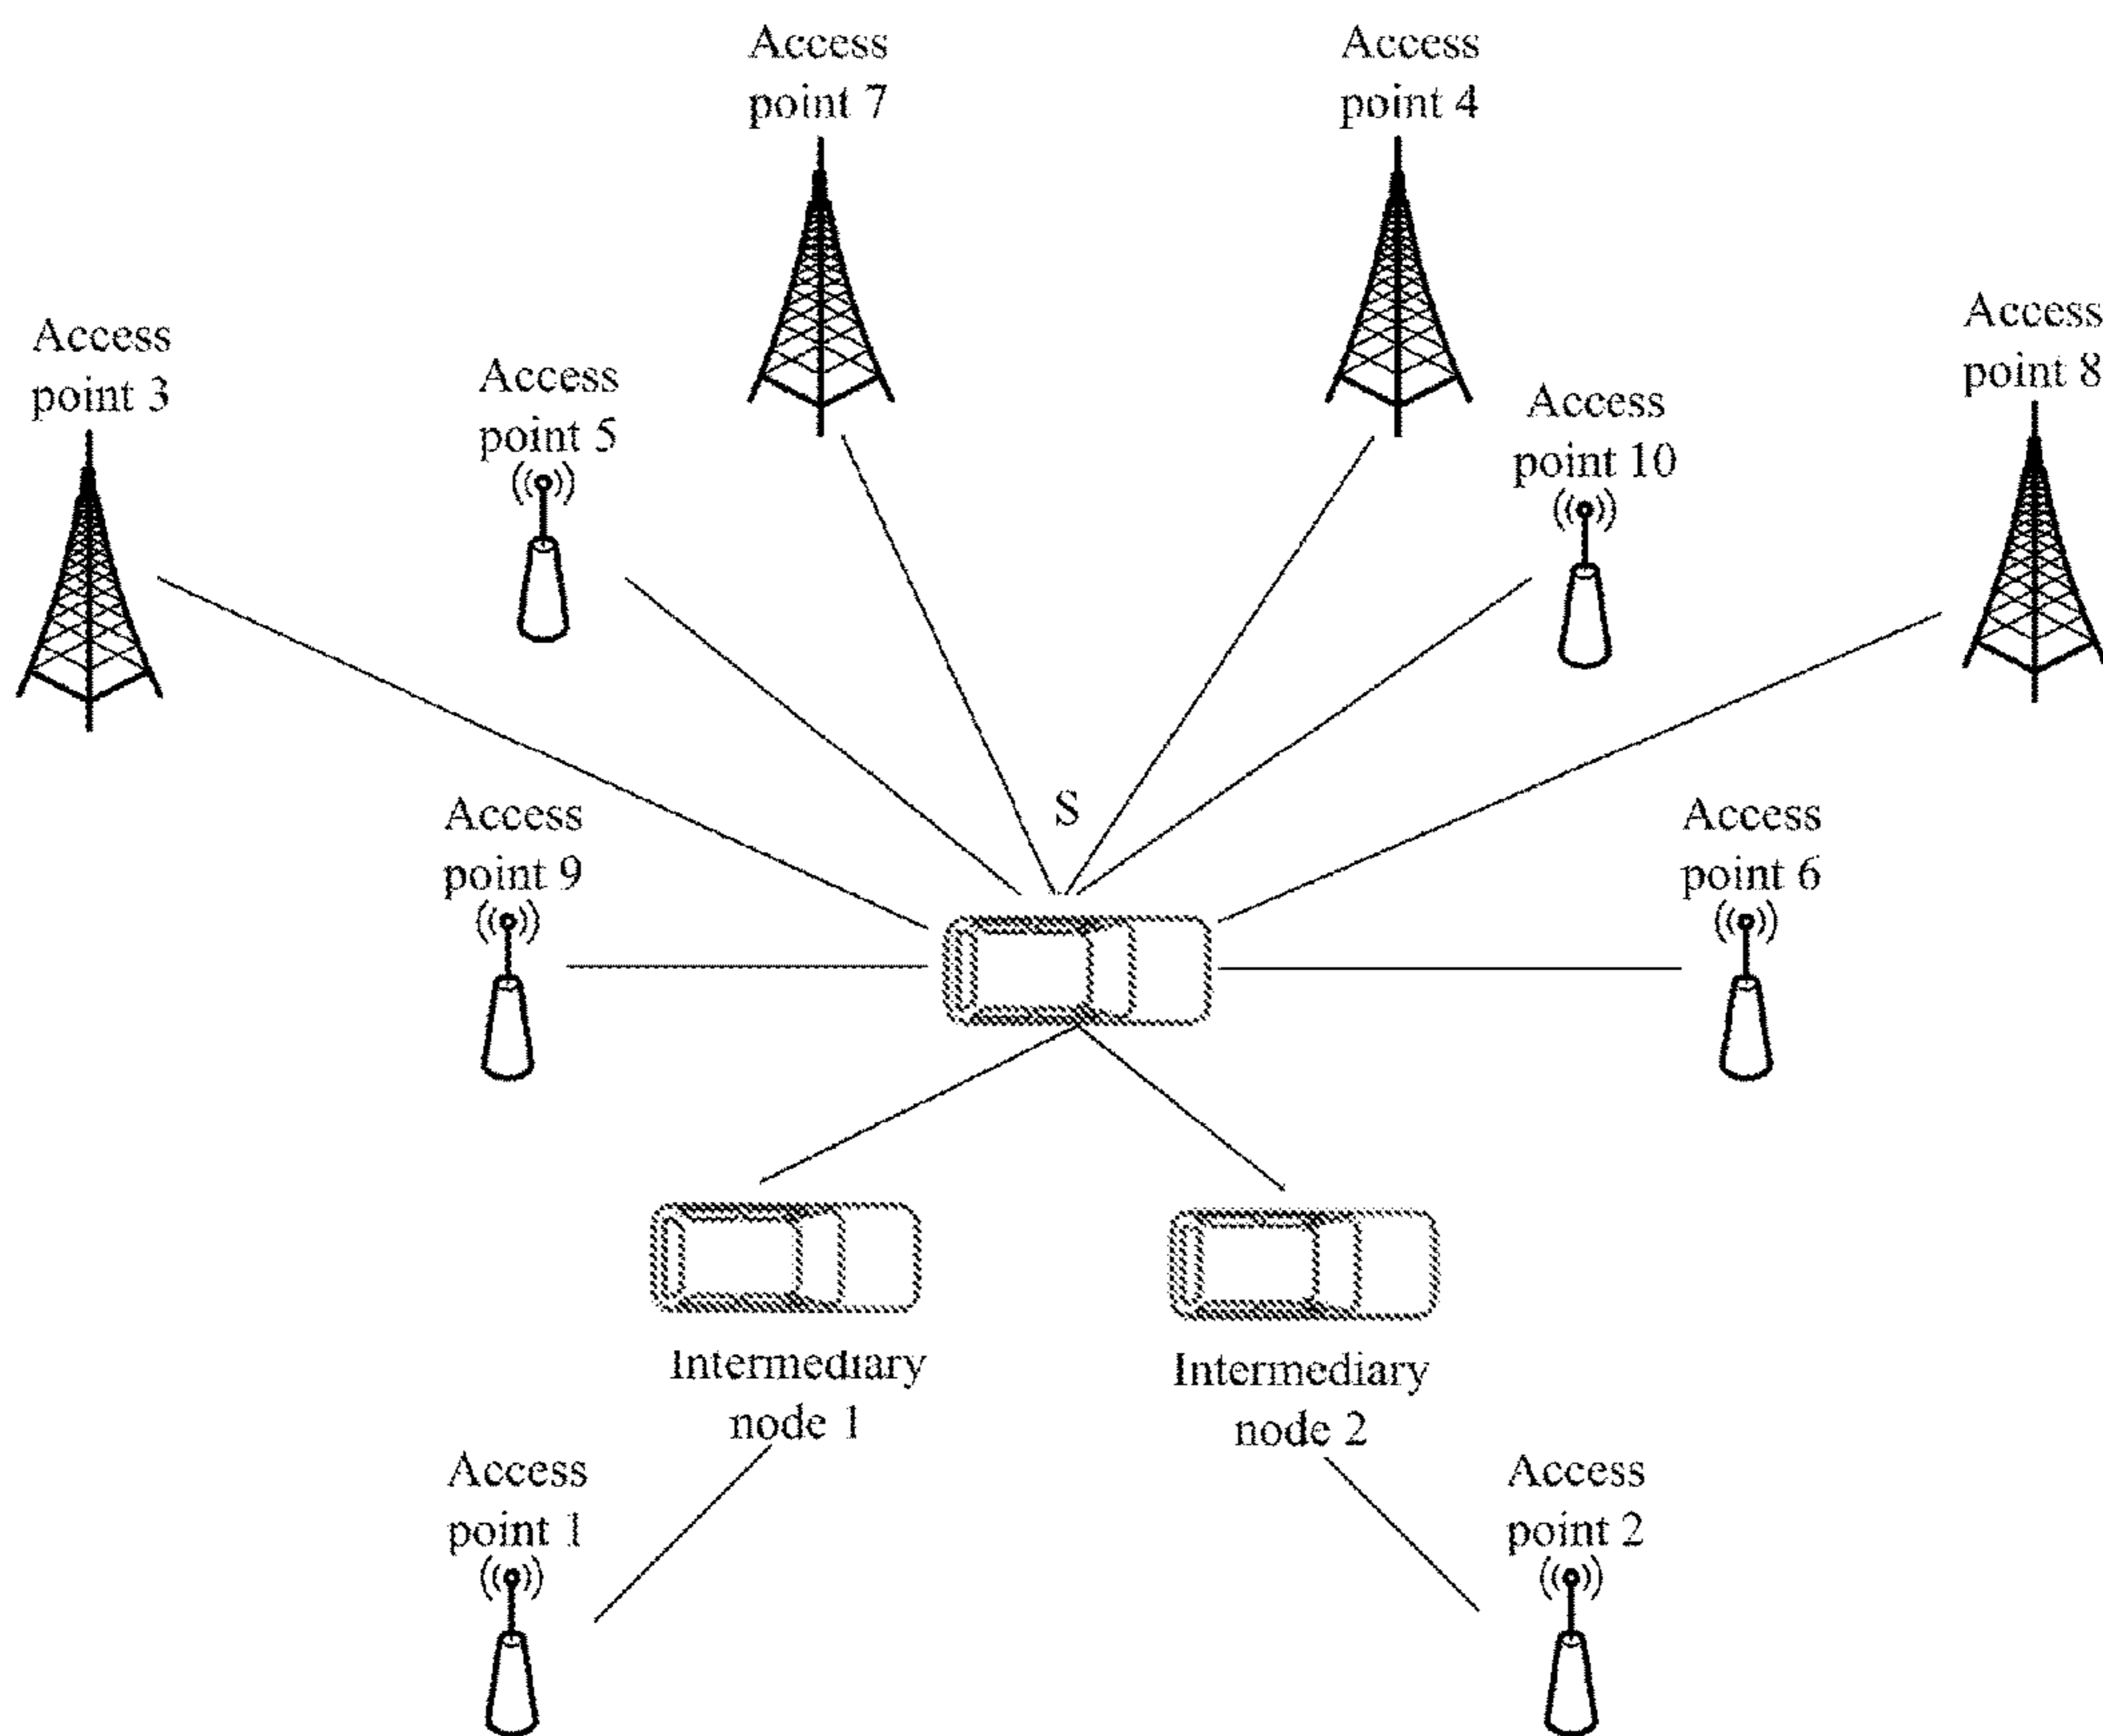 Access
point 7
Access
point 4
Access
point 3
Access
point 5
Access
point 10
Access
point 8
S
Access
point 9
Access
point 6
Intermediary
node 1
Intermediary
node 2
Access
point 1
Access
point 2